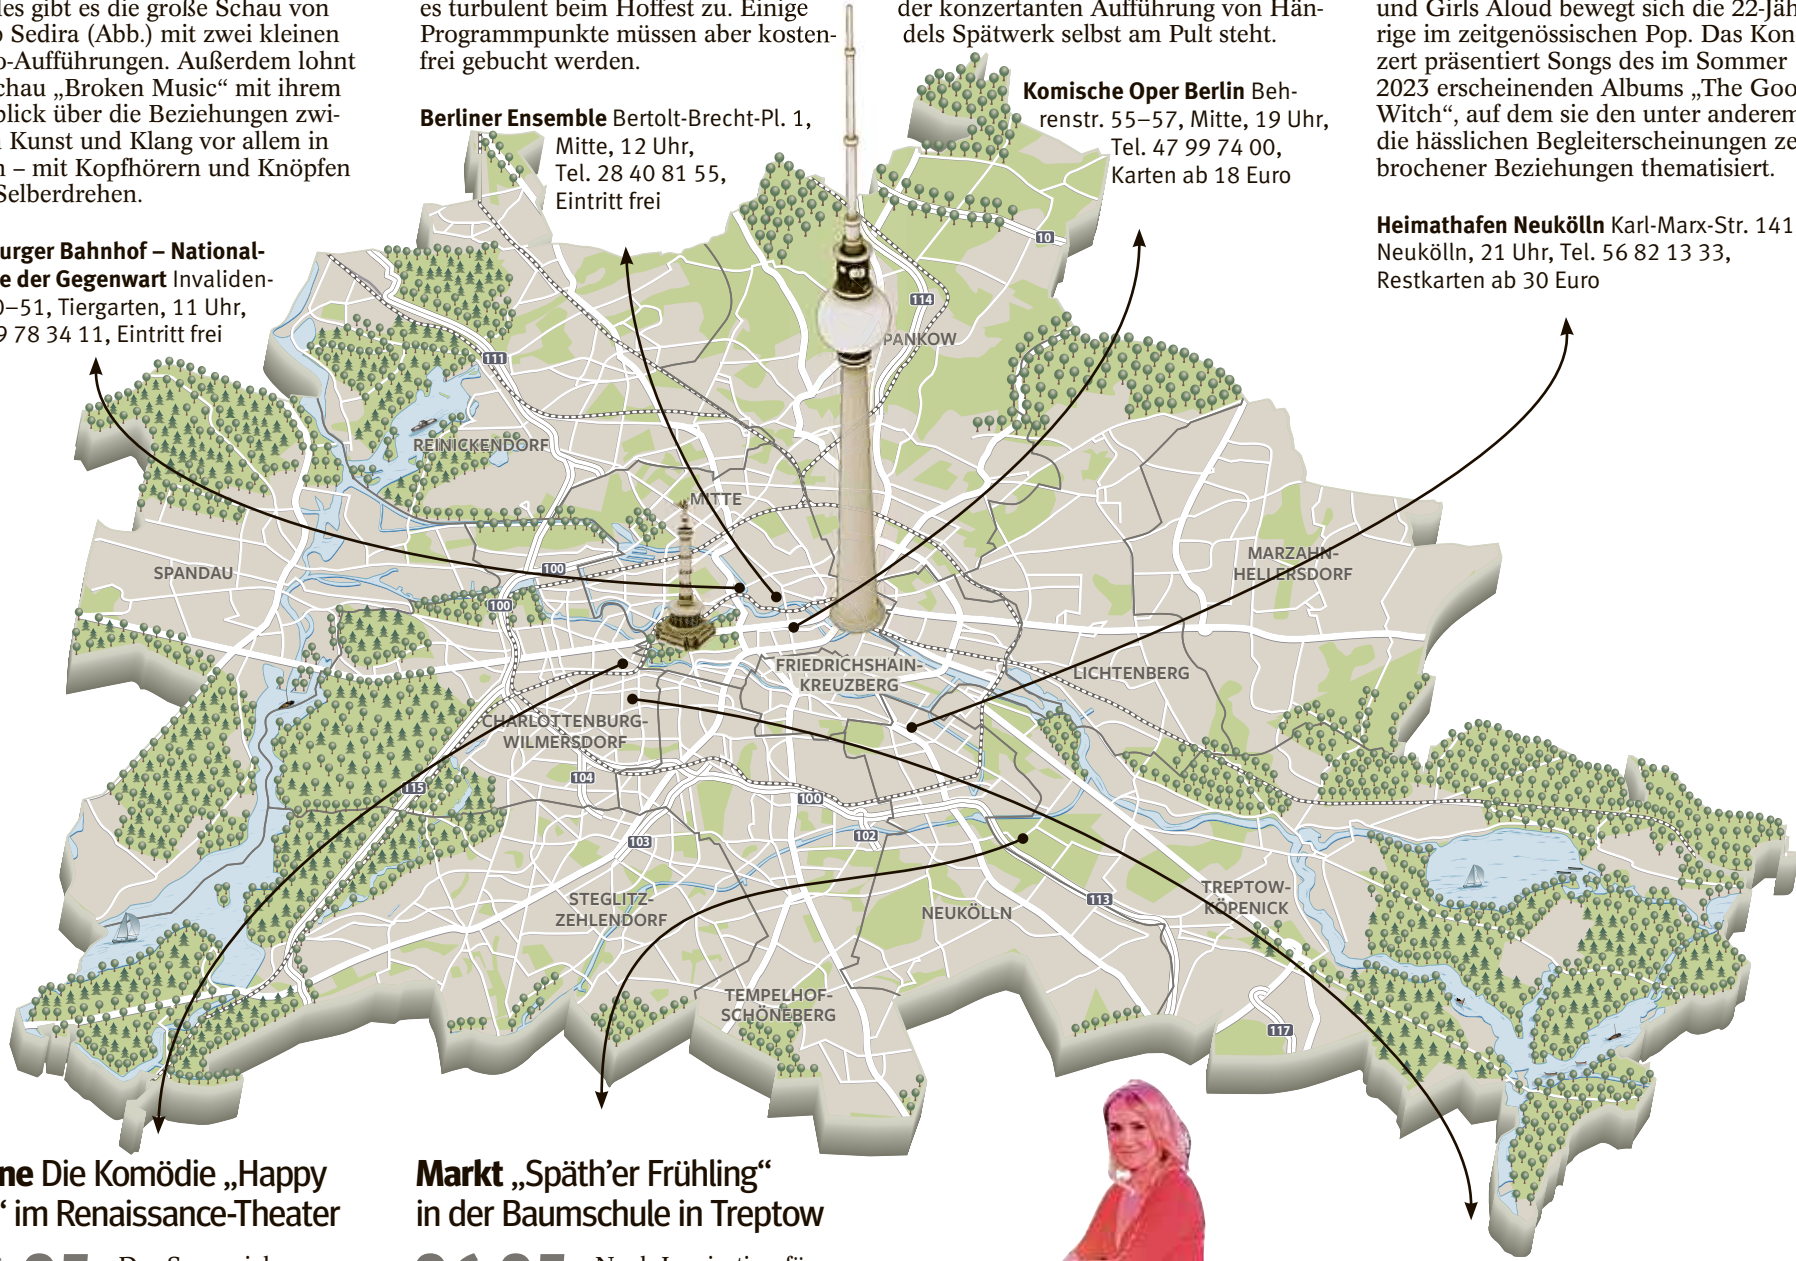 les gibt es die große Schau von
Sedira (Abb.) mit zwei kleinen
-Aufführungen. Außerdem lohnt
chau „Broken Music“ mit ihrem
blick über die Beziehungen zwi-
Kunst und Klang vor allem in
– mit Kopfhörern und Knöpfen
Selberdrehen.
urger Bahnhof – National-
e der Gegenwart Invaliden-
0–51, Tiergarten, 11 Uhr,
9 78 34 11, Eintritt frei
es turbulent beim Hoffest zu. Einige
Programmpunkte müssen aber kosten-
frei gebucht werden.
Berliner Ensemble Bertolt-Brecht-Pl. 1,
Mitte, 12 Uhr,
Tel. 28 40 81 55,
Eintritt frei
der konzertanten Aufführung von Hän-
dels Spätwerk selbst am Pult steht.
Komische Oper Berlin Beh-
renstr. 55–57, Mitte, 19 Uhr,
Tel. 47 99 74 00,
Karten ab 18 Euro
und Girls Aloud bewegt sich die 22-Jäh
rige im zeitgenössischen Pop. Das Kon
zert präsentiert Songs des im Sommer
2023 erscheinenden Albums „The Goo
Witch“, auf dem sie den unter anderem
die hässlichen Begleiterscheinungen ze
brochener Beziehungen thematisiert.
Heimathafen Neukölln Karl-Marx-Str. 141
Neukölln, 21 Uhr, Tel. 56 82 13 33,
Restkarten ab 30 Euro
10
114
PANKOW
111
REINICKENDORF
MITTE
MARZAHN-
HELLERSDORF
SPANDAU
100
100
FRIEDRICHSHAIN-
KREUZBERG
LICHTENBERG
CHARLOTTENBURG-
WILMERSDORF
104
115
100
102
103
STEGLITZ-
ZEHLENDORF
NEUKÖLLN
113
TREPTOW-
KÖPENICK
TEMPELHOF-
SCHÖNEBERG
117
ne Die Komödie „Happy
“ im Renaissance-Theater
Markt „Späth’er Frühling“
in der Baumschule in Treptow